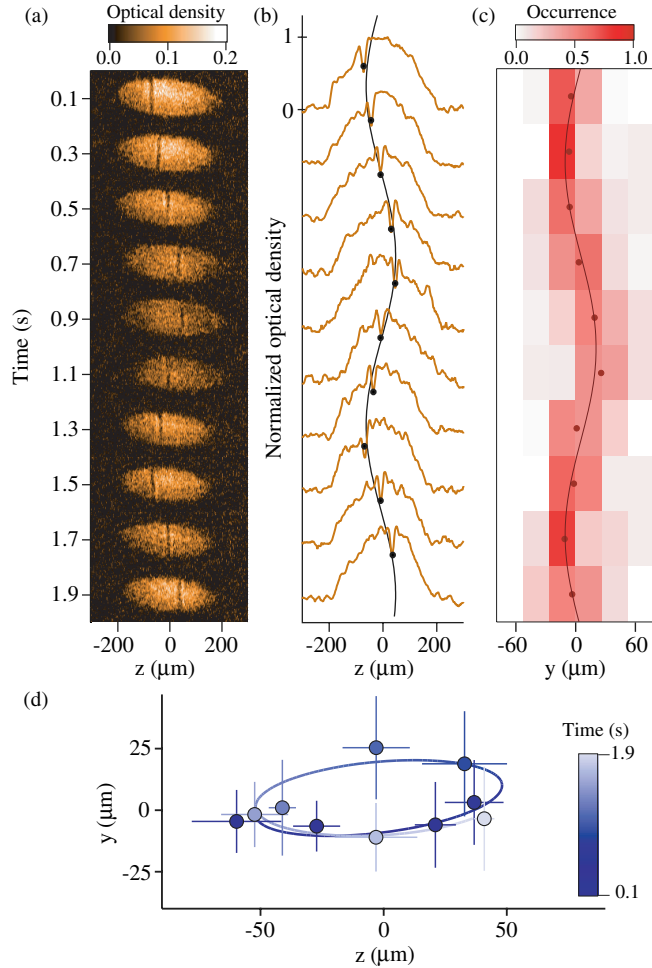 (a) Optical density (b) (c) Occurrence
0.0 0.2 0.0 0.5 1.0
1
0
0.1
0.3
0.5
0.7
0.9
1.1
1.3
1.5
1.7
1.9
Time (s)
Normalized optical density
-200 0 200 -200 0 200 -60 0 60
z (μm) z (μm) y (μm)
(d)
Time (s)
1.9
0.1
25
0
-25
y (μm)
-50 0 50
z (μm)